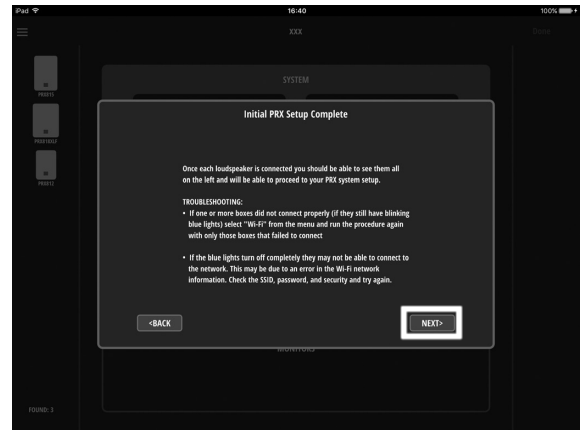 iPad
16:40
100%
XXX
Done
SYSTEM
PRX815
PRX818XLF
PRX812
Initial PRX Setup Complete
Once each loudspeaker is connected you should be able to see them all
on the left and will be able to proceed to your PRX system setup.
TROUBLESHOOTING:
• If one or more boxes did not connect properly (if they still have blinking
blue lights) select "Wi-Fi" from the menu and run the procedure again
with only those boxes that failed to connect
• If the blue lights turn off completely they may not be able to connect to
the network. This may be due to an error in the Wi-Fi network
information. Check the SSID, password, and security and try again.
<BACK
NEXT>
MONITORS
FOUND: 3